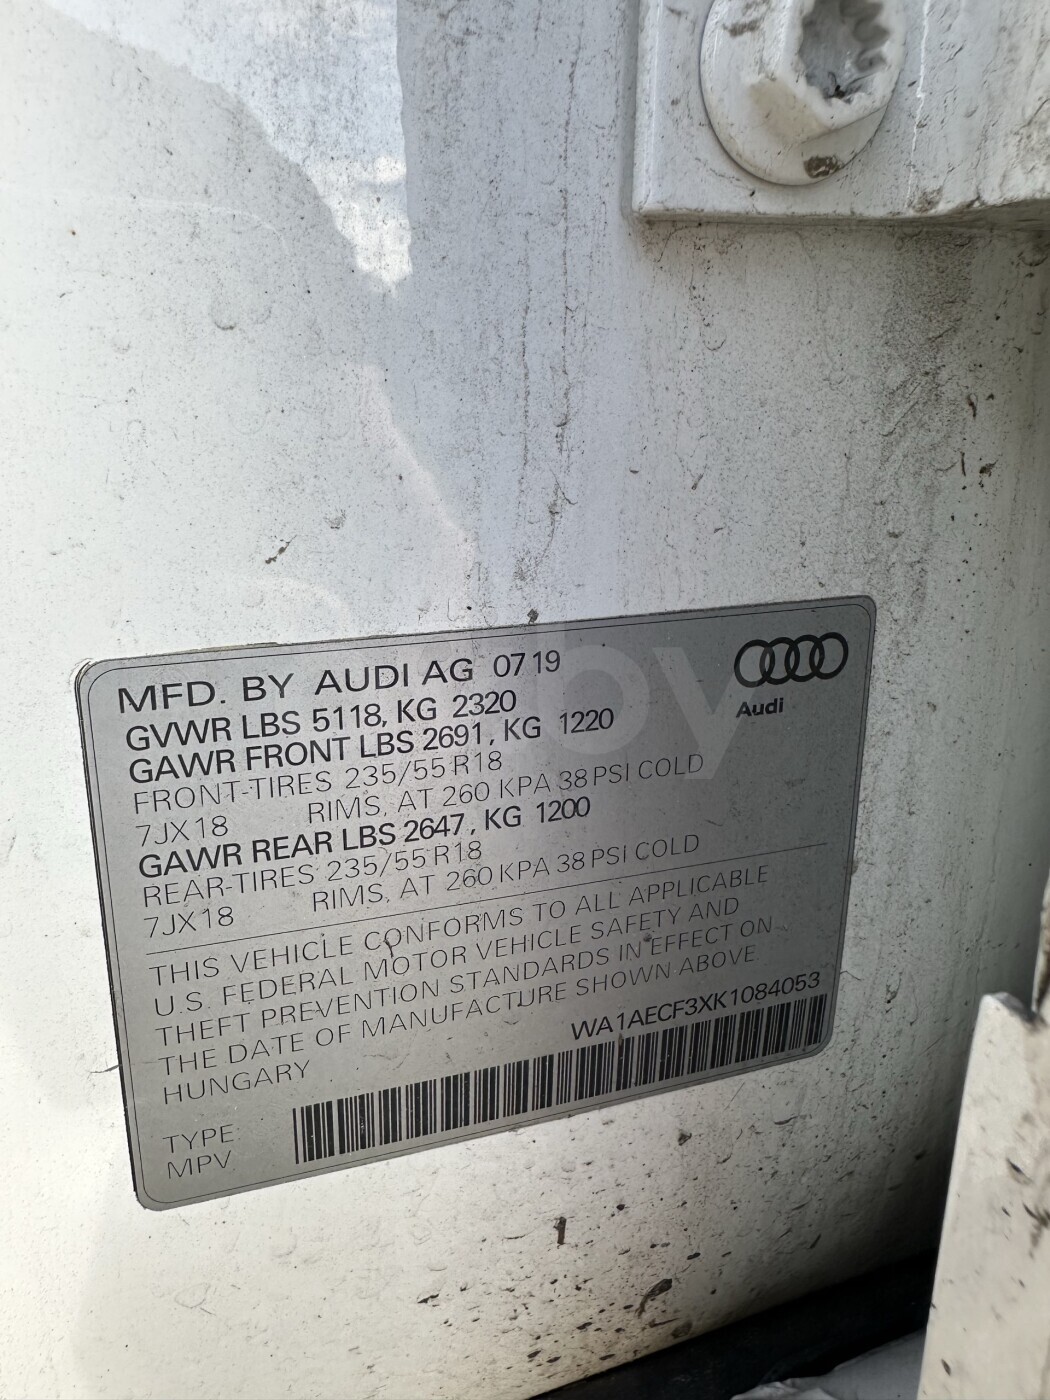 MFD. BY AUDI AG 0719
Audi
GVWR LBS 5118, KG 2320
GAWR FRONT LBS 2691, KG 1220
FRONT-TIRES 235/55 R18
7JX18 RIMS, AT 260 KPA 38 PSI COLD
GAWR REAR LBS 2647, KG 1200
REAR-TIRES 235/55 R18
7JX18 RIMS, AT 260 KPA 38 PSI COLD
THIS VEHICLE CONFORMS TO ALL APPLICABLE
U.S. FEDERAL MOTOR VEHICLE SAFETY AND
THEFT PREVENTION STANDARDS IN EFFECT ON
THE DATE OF MANUFACTURE SHOWN ABOVE
HUNGARY WA1AECF3XK1084053
TYPE:
MPV